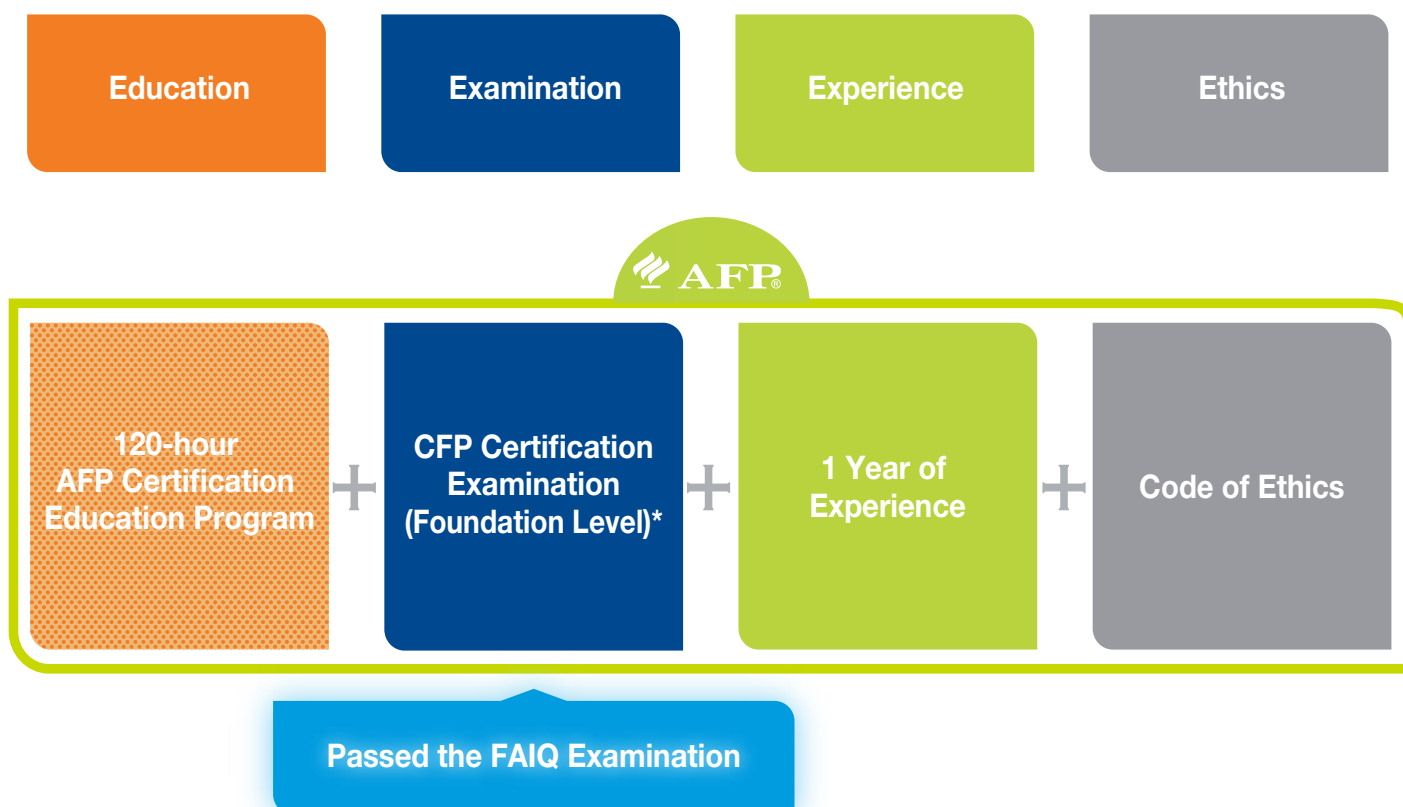 Education
Examination
Experience
Ethics
AFP®
120-hour
AFP Certification
Education Program
CFP Certification
Examination
(Foundation Level)*
1 Year of
Experience
Code of Ethics
Passed the FAIQ Examination